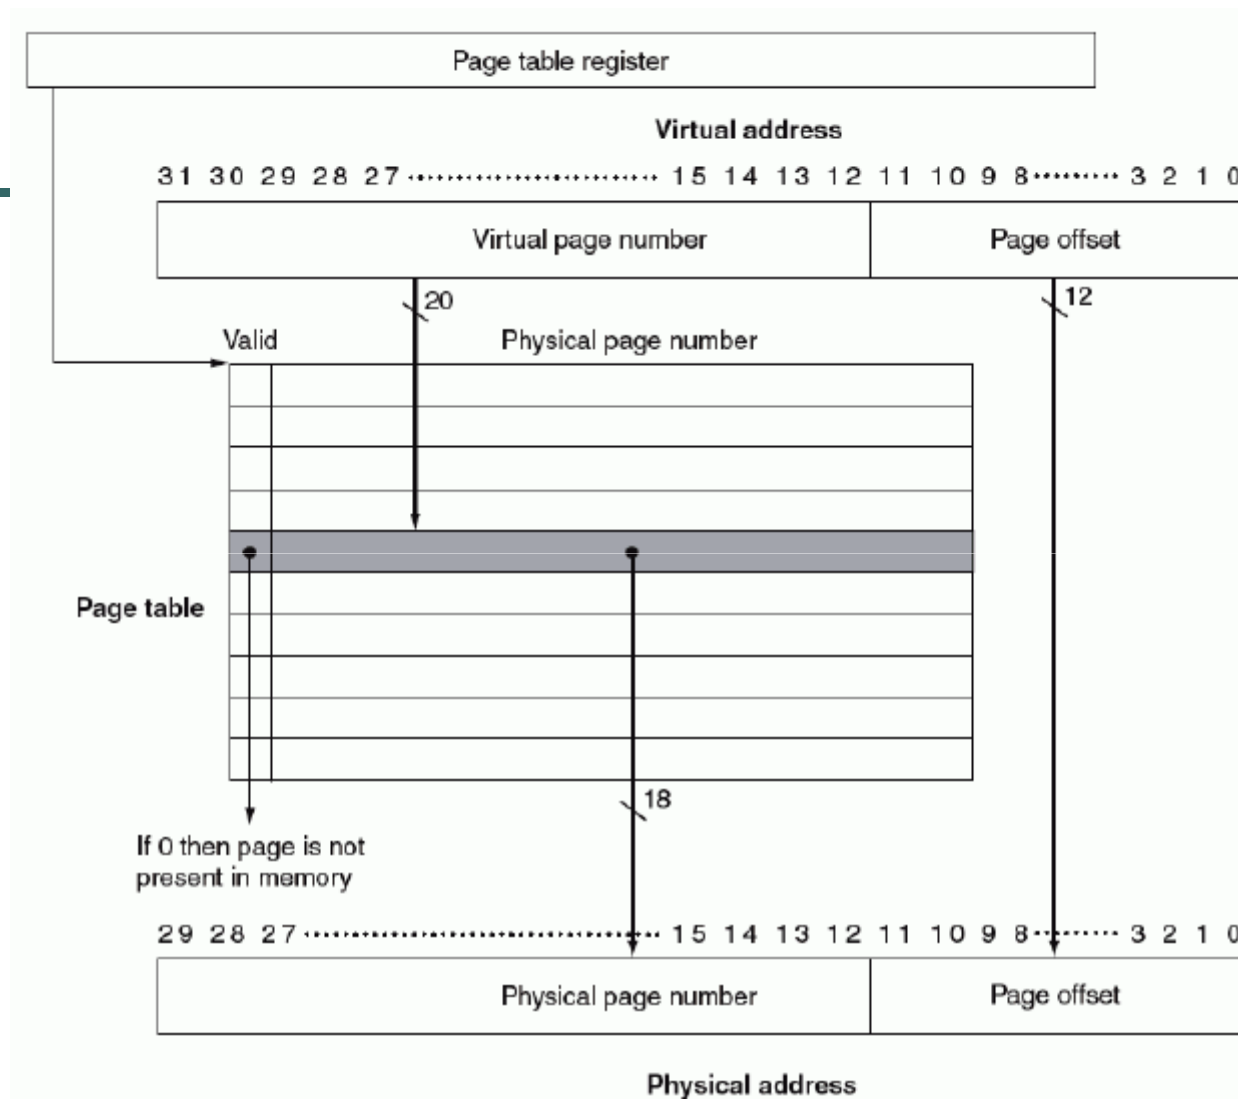 Page table register
Virtual address
31 30 29 28 27 .................... 15 14 13 12 11 10 9 8 ........ 3 2 1 0
Virtual page number Page offset
20 12
Valid Physical page number
Page table
18
If 0 then page is not
present in memory
29 28 27 ............................ 15 14 13 12 11 10 9 8 ........ 3 2 1 0
Physical page number Page offset
Physical address